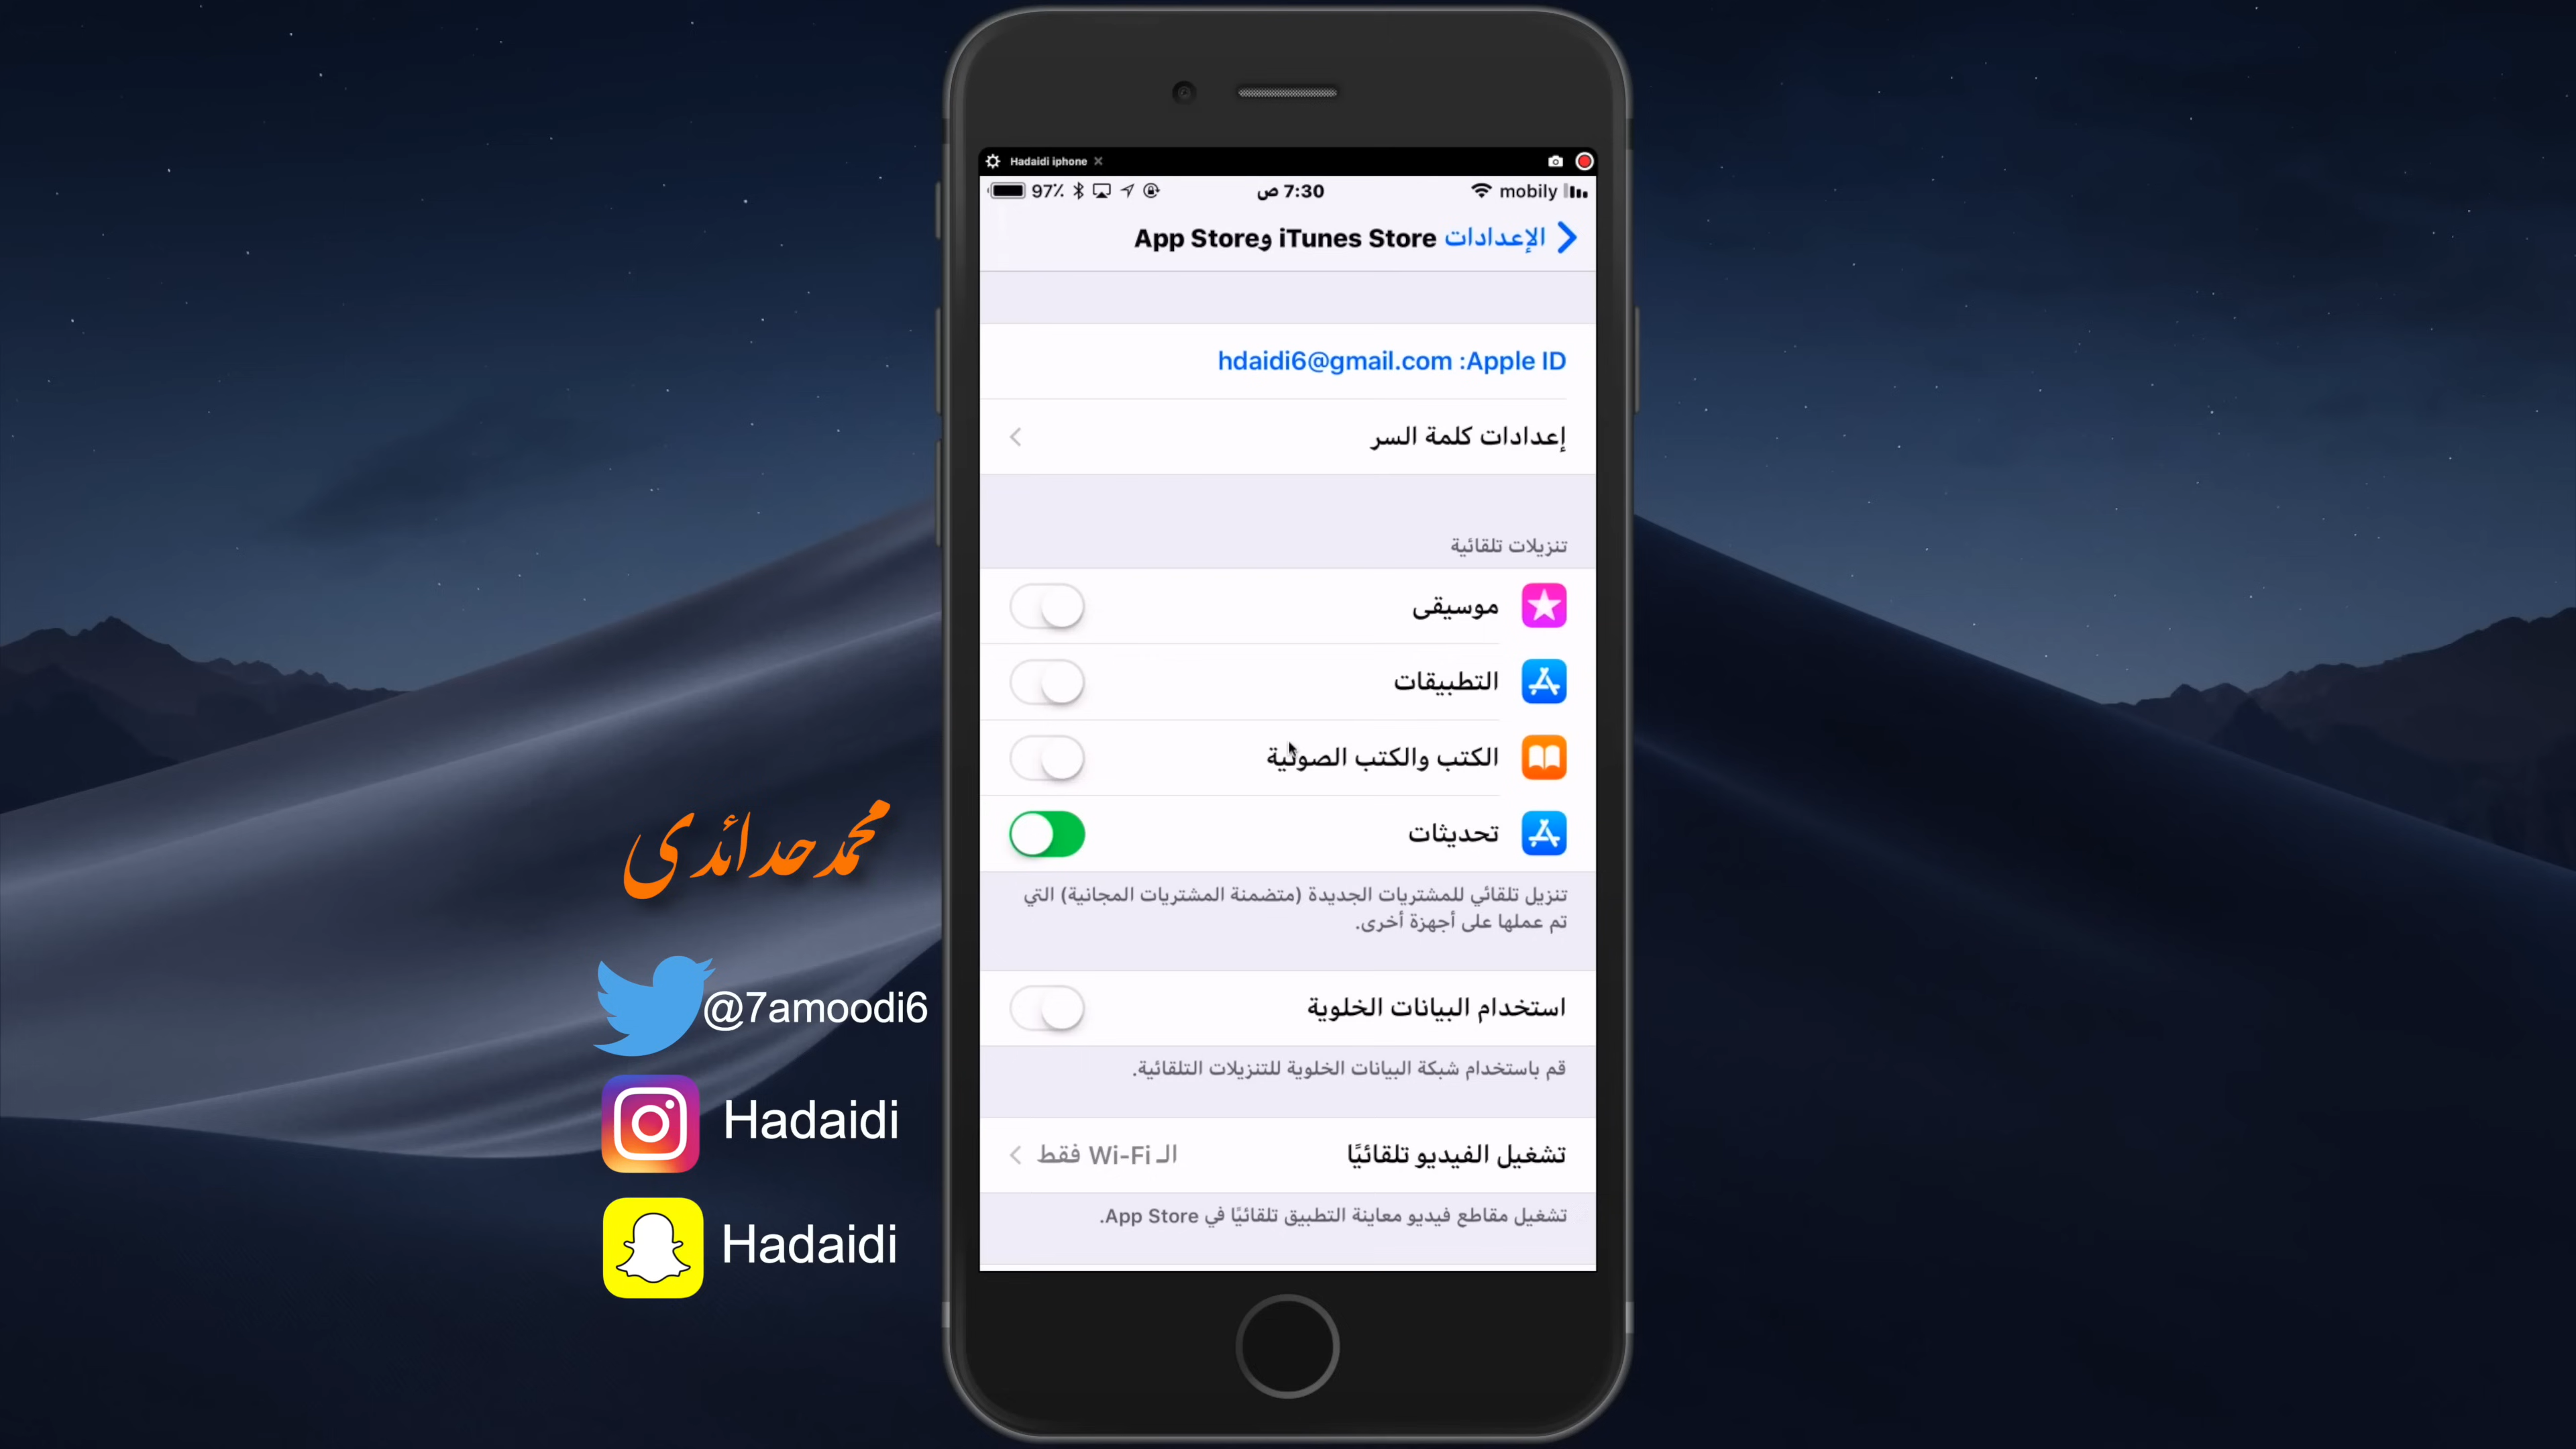 Hadaidi iphone
97٪ 7:30 ص mobily
الإعدادات iTunes Store وApp Store
Apple ID: hdaidi6@gmail.com
إعدادات كلمة السر
تنزيلات تلقائية
موسيقى
التطبيقات
الكتب والكتب الصوتية
تحديثات
تنزيل تلقائي للمشتريات الجديدة (متضمنة المشتريات المجانية) التي
تم عملها على أجهزة أخرى.
استخدام البيانات الخلوية
قم باستخدام شبكة البيانات الخلوية للتنزيلات التلقائية.
تشغيل الفيديو تلقائيًا الـ Wi-Fi فقط
تشغيل مقاطع فيديو معاينة التطبيق تلقائيًا في App Store.
محمد حدائدی
@7amoodi6
Hadaidi
Hadaidi